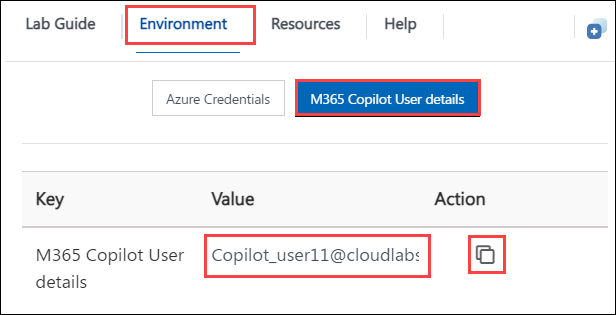 Lab Guide Environment Resources Help
Azure Credentials M365 Copilot User details
Key Value Action
M365 Copilot User Copilot_user11@cloudlabs
details